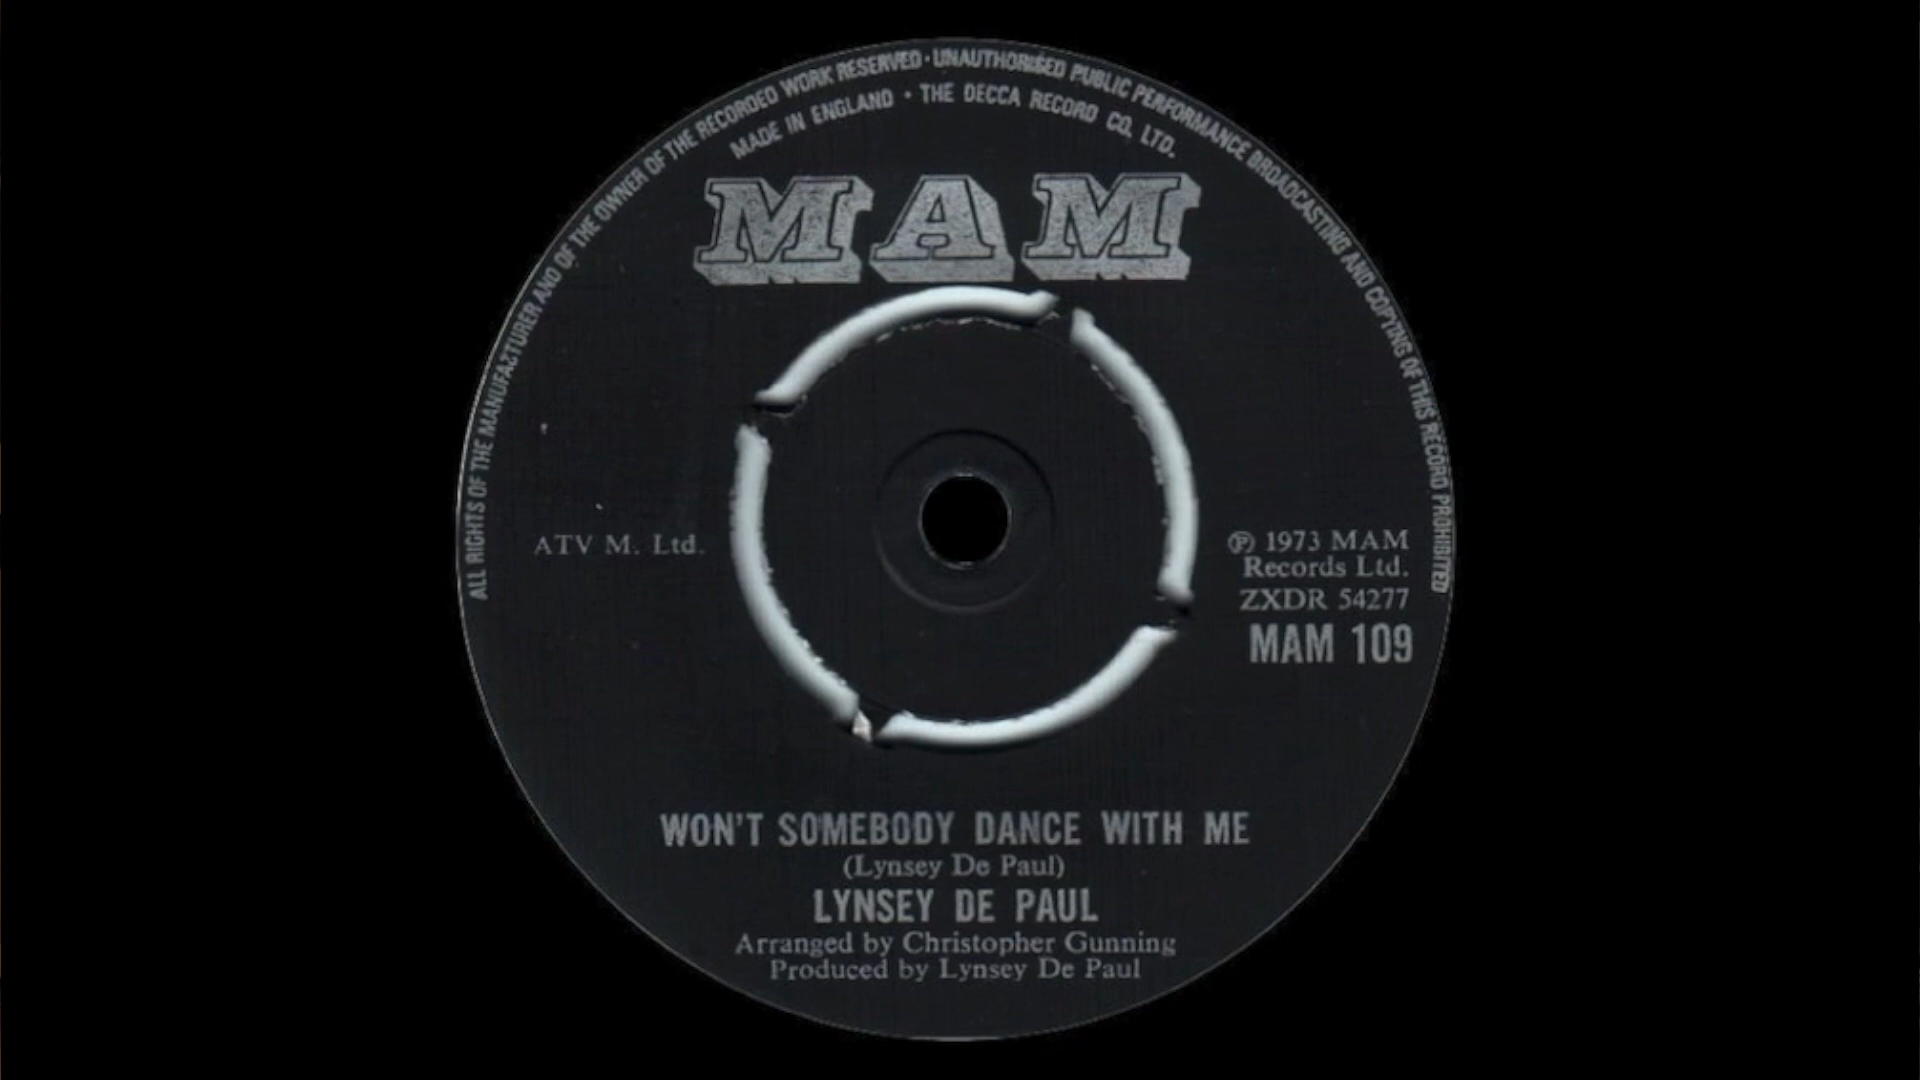 ALL RIGHTS OF THE MANUFACTURER AND OF THE OWNER OF THE RECORDED WORK RESERVED · UNAUTHORISED PUBLIC PERFORMANCE BROADCASTING AND COPYING OF THIS RECORD PROHIBITED
MADE IN ENGLAND · THE DECCA RECORD CO. LTD.
MAM
ATV M. Ltd.
℗ 1973 MAM
Records Ltd.
ZXDR 54277
MAM 109
WON'T SOMEBODY DANCE WITH ME
(Lynsey De Paul)
LYNSEY DE PAUL
Arranged by Christopher Gunning
Produced by Lynsey De Paul